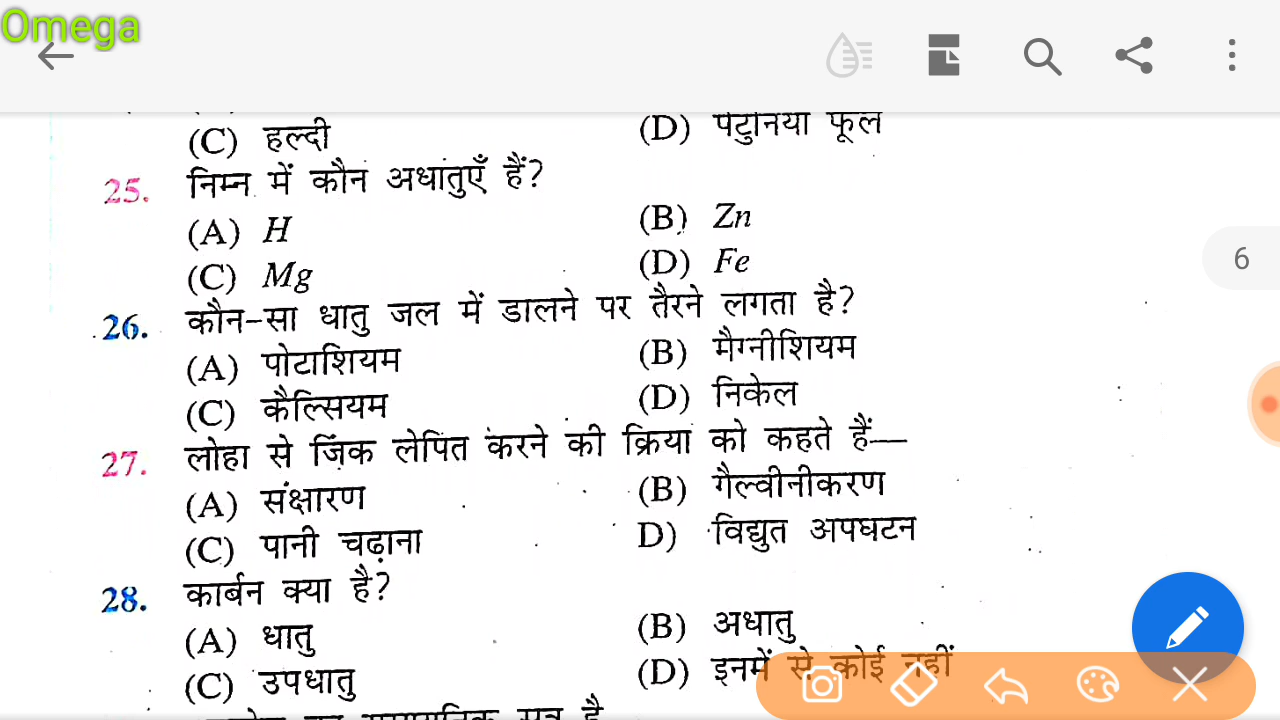 Omega
(C) हल्दी (D) पेटुनिया फूल
25. निम्न में कौन अधातुएँ हैं?
(A) H (B) Zn
(C) Mg (D) Fe
6
26. कौन-सा धातु जल में डालने पर तैरने लगता है?
(A) पोटाशियम (B) मैग्नीशियम
(C) कैल्सियम (D) निकेल
27. लोहा से जिंक लेपित करने की क्रिया को कहते हैं—
(A) संक्षारण (B) गैल्वीनीकरण
(C) पानी चढ़ाना D) विद्युत अपघटन
28. कार्बन क्या है?
(A) धातु (B) अधातु
(C) उपधातु (D) इनमें से कोई नहीं